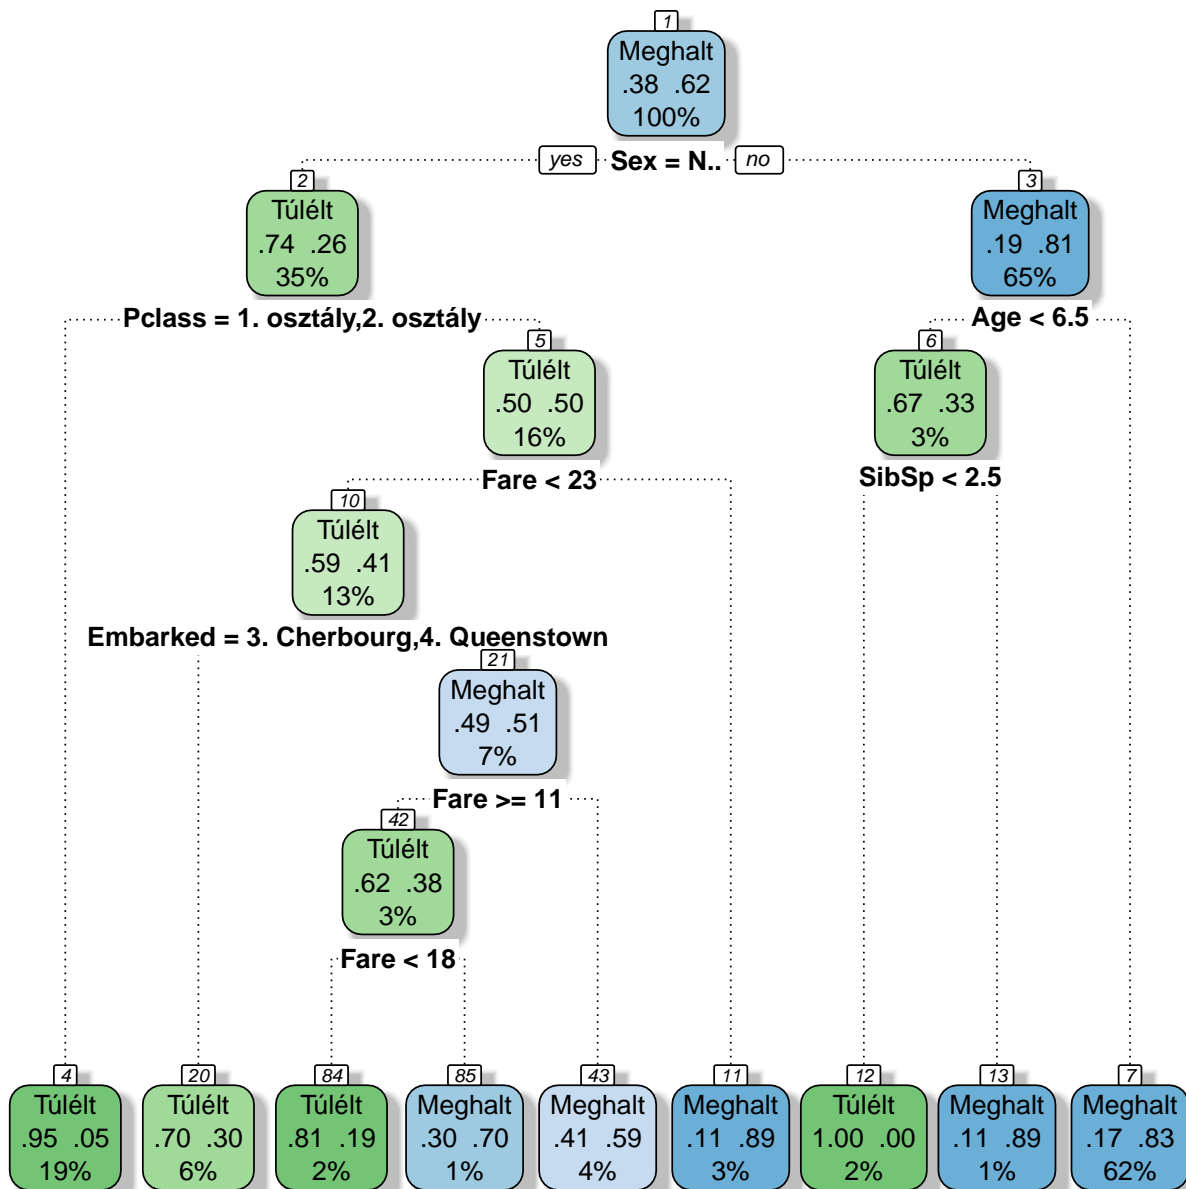 1
Meghalt
.38 .62
100%
yes Sex = N.. no
2
Túlélt
.74 .26
35%
3
Meghalt
.19 .81
65%
Pclass = 1. osztály,2. osztály
Age < 6.5
5
Túlélt
.50 .50
16%
6
Túlélt
.67 .33
3%
Fare < 23
SibSp < 2.5
10
Túlélt
.59 .41
13%
Embarked = 3. Cherbourg,4. Queenstown
21
Meghalt
.49 .51
7%
Fare >= 11
42
Túlélt
.62 .38
3%
Fare < 18
4
Túlélt
.95 .05
19%
20
Túlélt
.70 .30
6%
84
Túlélt
.81 .19
2%
85
Meghalt
.30 .70
1%
43
Meghalt
.41 .59
4%
11
Meghalt
.11 .89
3%
12
Túlélt
1.00 .00
2%
13
Meghalt
.11 .89
1%
7
Meghalt
.17 .83
62%